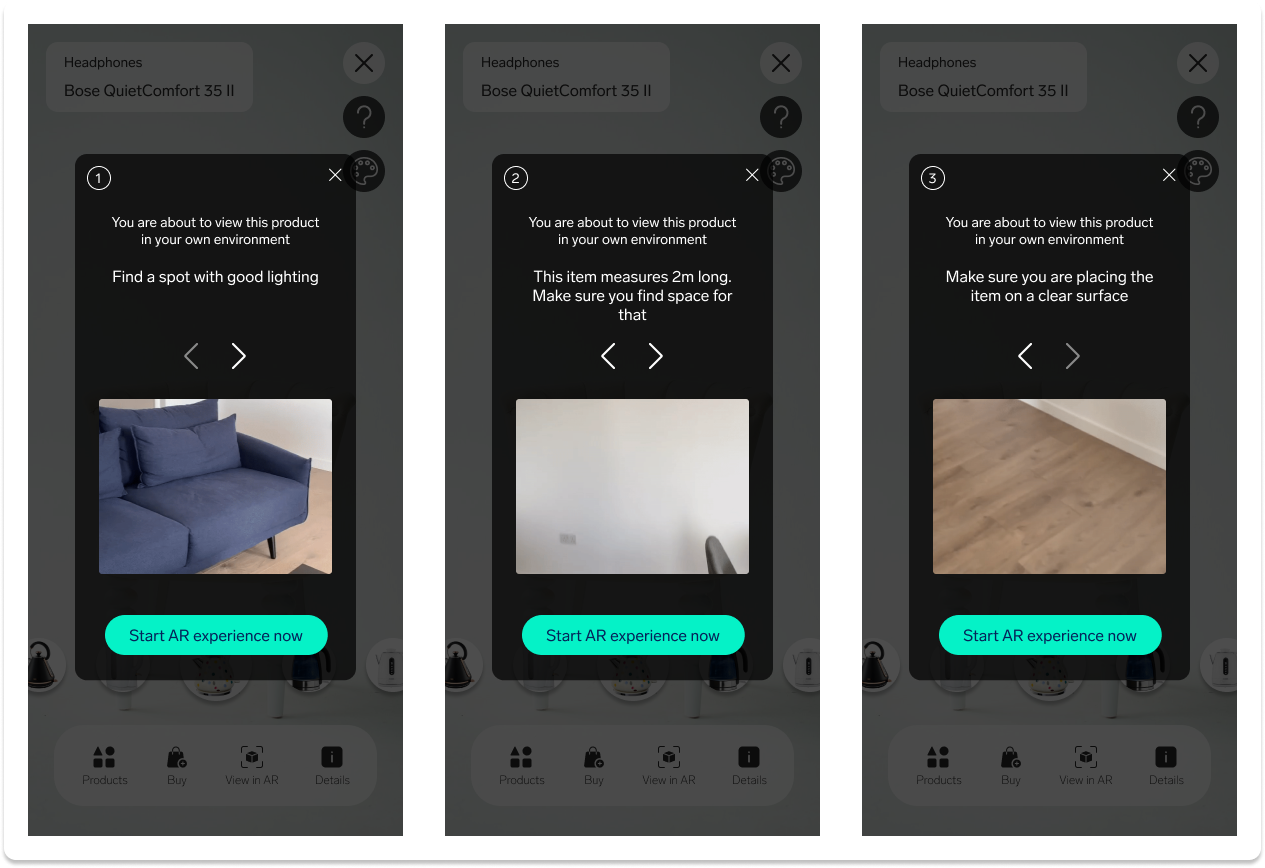 Headphones
Bose QuietComfort 35 II
?
1
You are about to view this product
in your own environment
Find a spot with good lighting
Start AR experience now
Products
Buy
View in AR
Details
Headphones
Bose QuietComfort 35 II
?
2
You are about to view this product
in your own environment
This item measures 2m long.
Make sure you find space for
that
Start AR experience now
Products
Buy
View in AR
Details
Headphones
Bose QuietComfort 35 II
?
3
You are about to view this product
in your own environment
Make sure you are placing the
item on a clear surface
Start AR experience now
Products
Buy
View in AR
Details